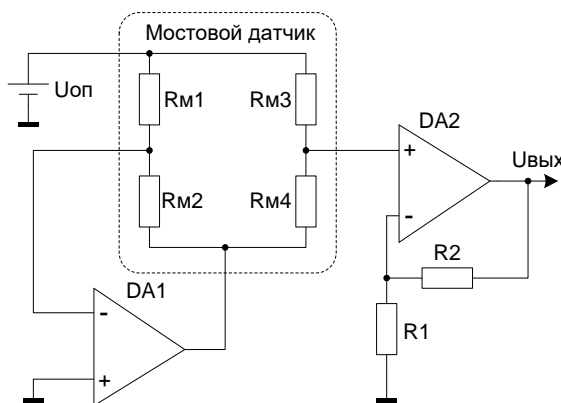 Мостовой датчик
Uоп
Rм1
Rм3
Rм2
Rм4
DA2
+
-
Uвых
R2
R1
DA1
-
+